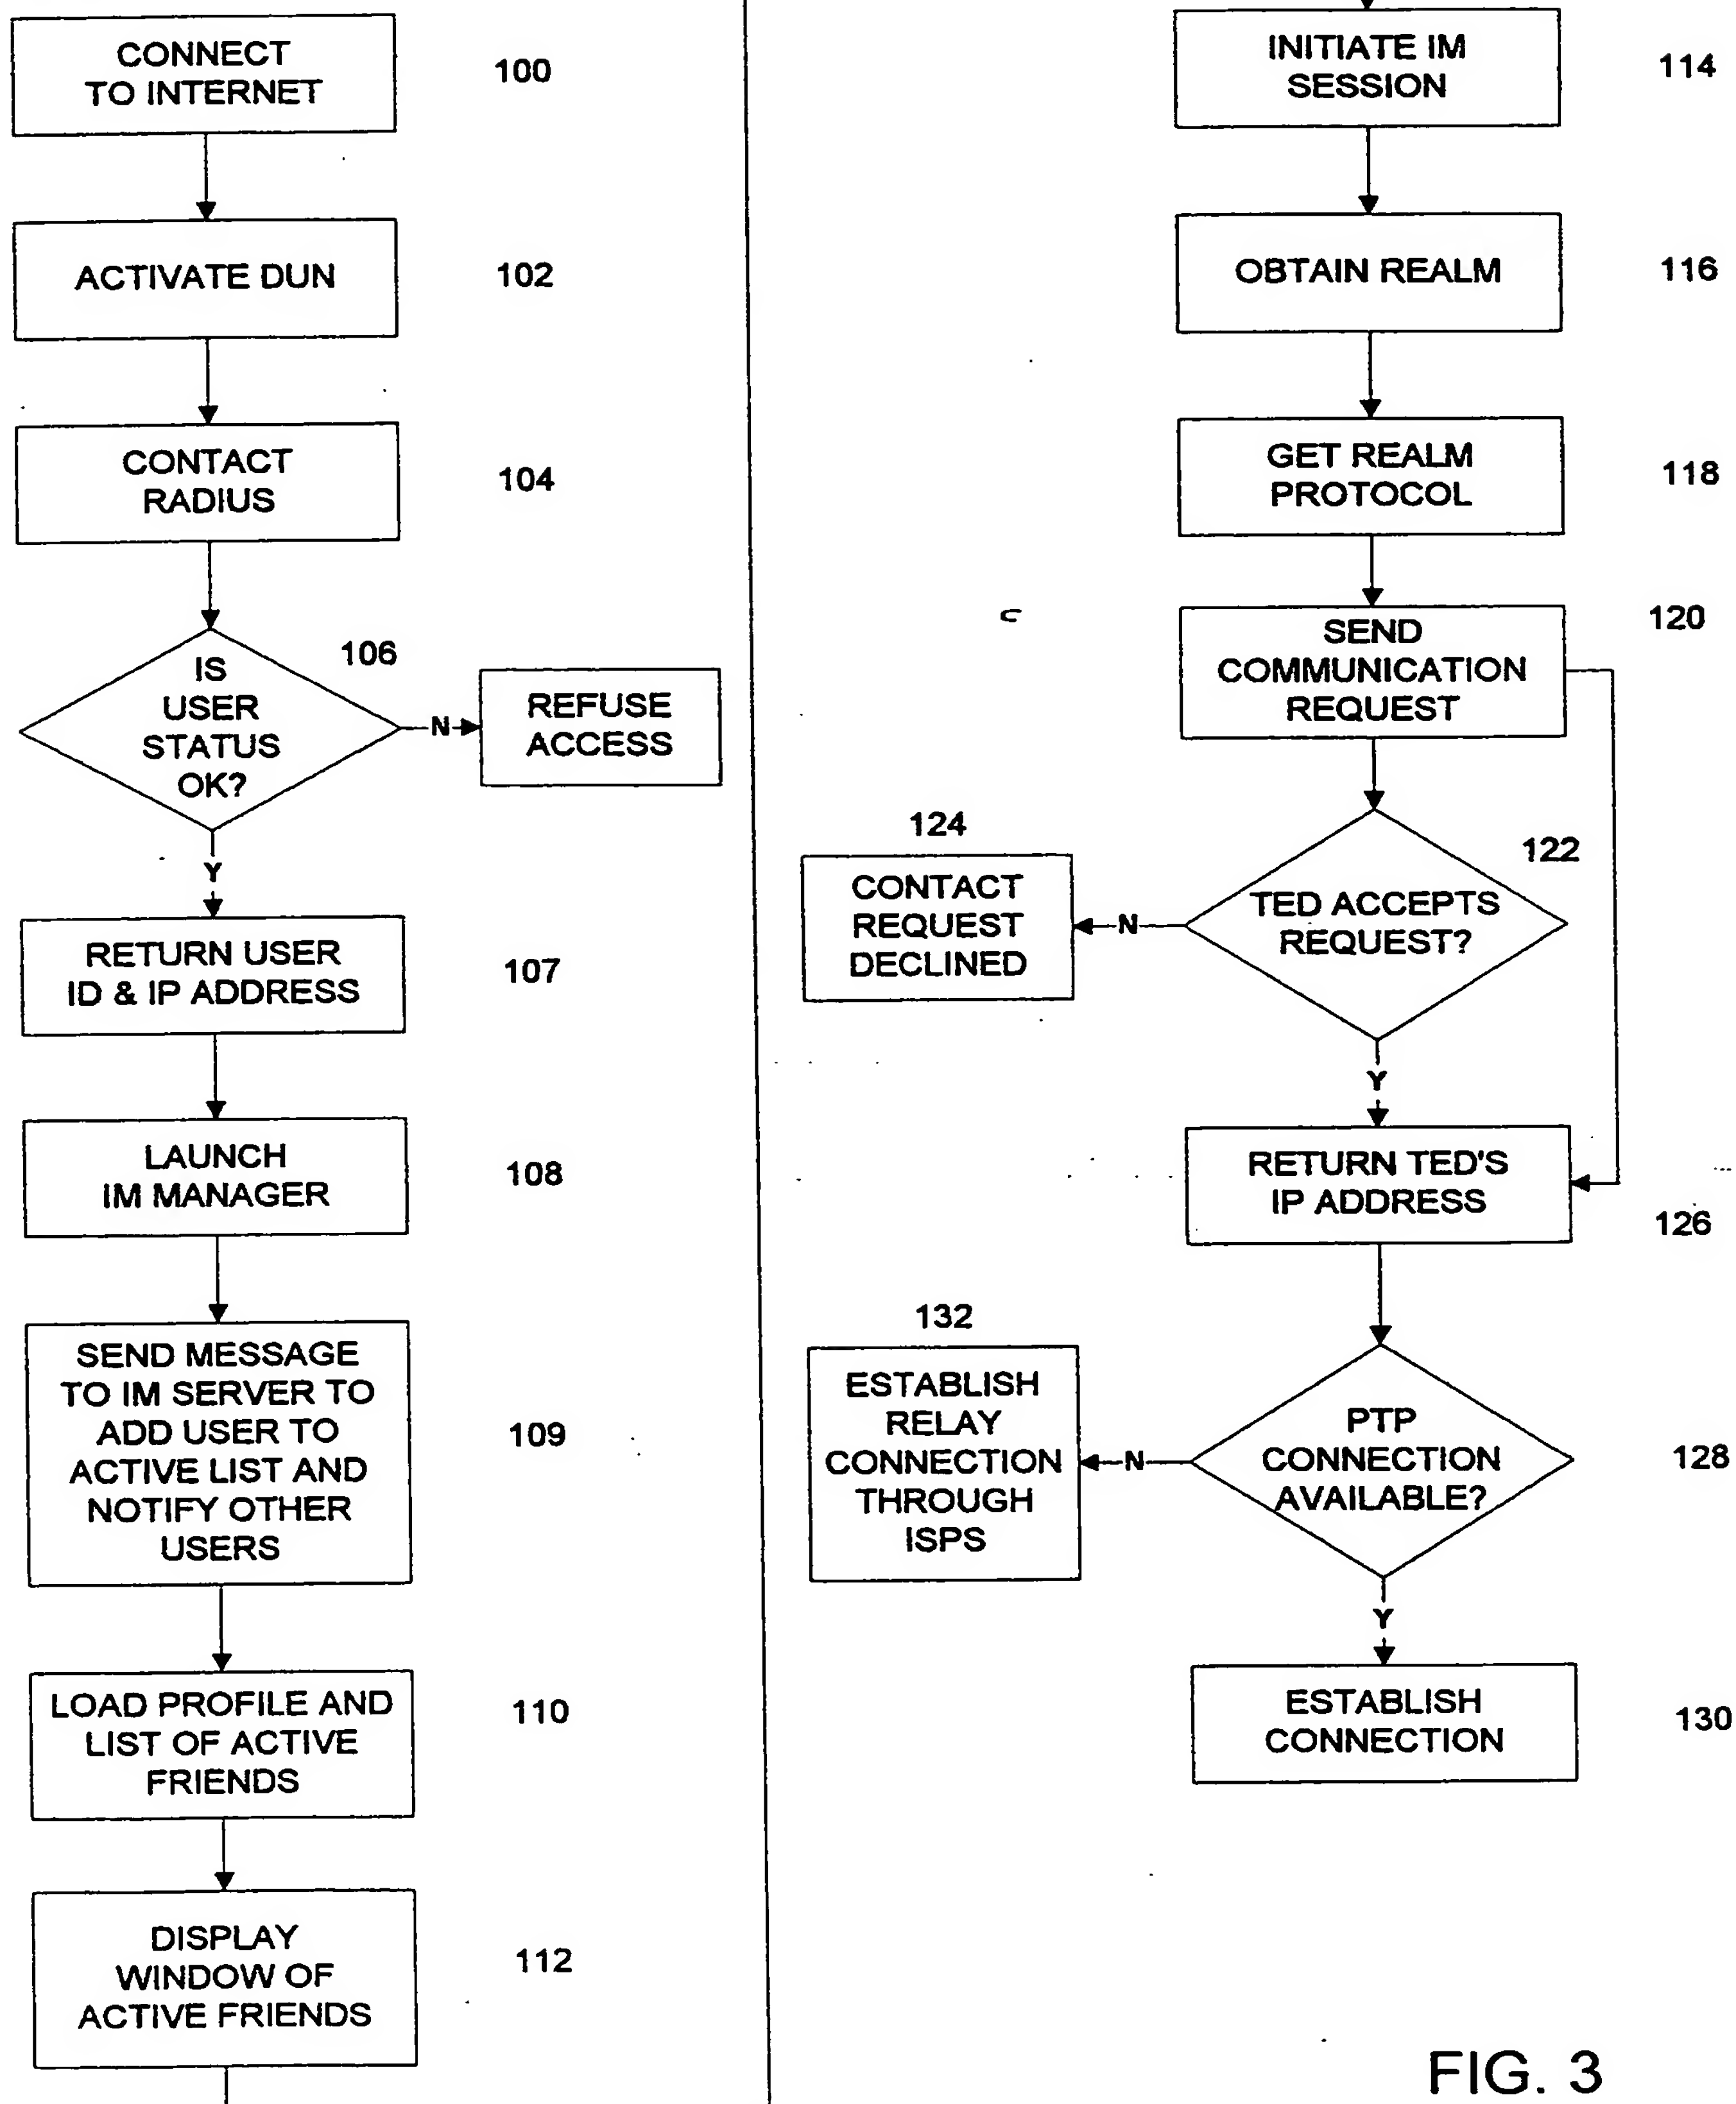 CONNECT
TO INTERNET
100
ACTIVATE DUN
102
CONTACT
RADIUS
104
IS
USER
STATUS
OK?
106
N
REFUSE
ACCESS
Y
RETURN USER
ID & IP ADDRESS
107
LAUNCH
IM MANAGER
108
SEND MESSAGE
TO IM SERVER TO
ADD USER TO
ACTIVE LIST AND
NOTIFY OTHER
USERS
109
LOAD PROFILE AND
LIST OF ACTIVE
FRIENDS
110
DISPLAY
WINDOW OF
ACTIVE FRIENDS
112
INITIATE IM
SESSION
114
OBTAIN REALM
116
GET REALM
PROTOCOL
118
SEND
COMMUNICATION
REQUEST
120
TED ACCEPTS
REQUEST?
122
N
124
CONTACT
REQUEST
DECLINED
Y
RETURN TED'S
IP ADDRESS
126
PTP
CONNECTION
AVAILABLE?
128
N
132
ESTABLISH
RELAY
CONNECTION
THROUGH
ISPS
Y
ESTABLISH
CONNECTION
130
FIG. 3